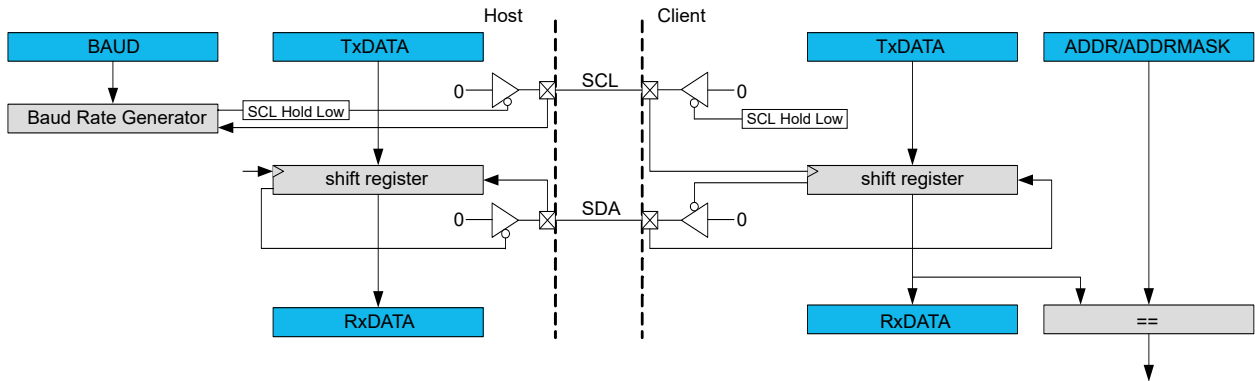 Host
Client
BAUD
TxDATA
TxDATA
ADDR/ADDRMASK
SCL
0
0
Baud Rate Generator
SCL Hold Low
SCL Hold Low
shift register
shift register
SDA
0
0
RxDATA
RxDATA
==